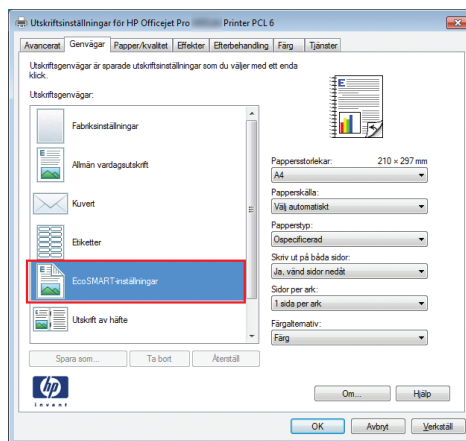 Utskriftsinställningar för HP Officejet Pro Printer PCL 6
Avancerat Genvägar Papper/kvalitet Effekter Efterbehandling Färg Tjänster
Utskriftsgenvägar är sparade utskriftsinställningar som du väljer med ett enda
klick.
Utskriftsgenvägar:
Fabriksinställningar
Allmän vardagsutskrift
Kuvert
Etiketter
EcoSMART-inställningar
Utskrift av häfte
Spara som... Ta bort Återställ
Pappersstorlekar: 210 × 297 mm
A4
Papperskälla:
Välj automatiskt
Papperstyp:
Ospecificerad
Skriv ut på båda sidor:
Ja, vänd sidor nedåt
Sidor per ark:
1 sida per ark
Färgalternativ:
Färg
hp
invent
Om... Hjälp
OK Avbryt Verkställ